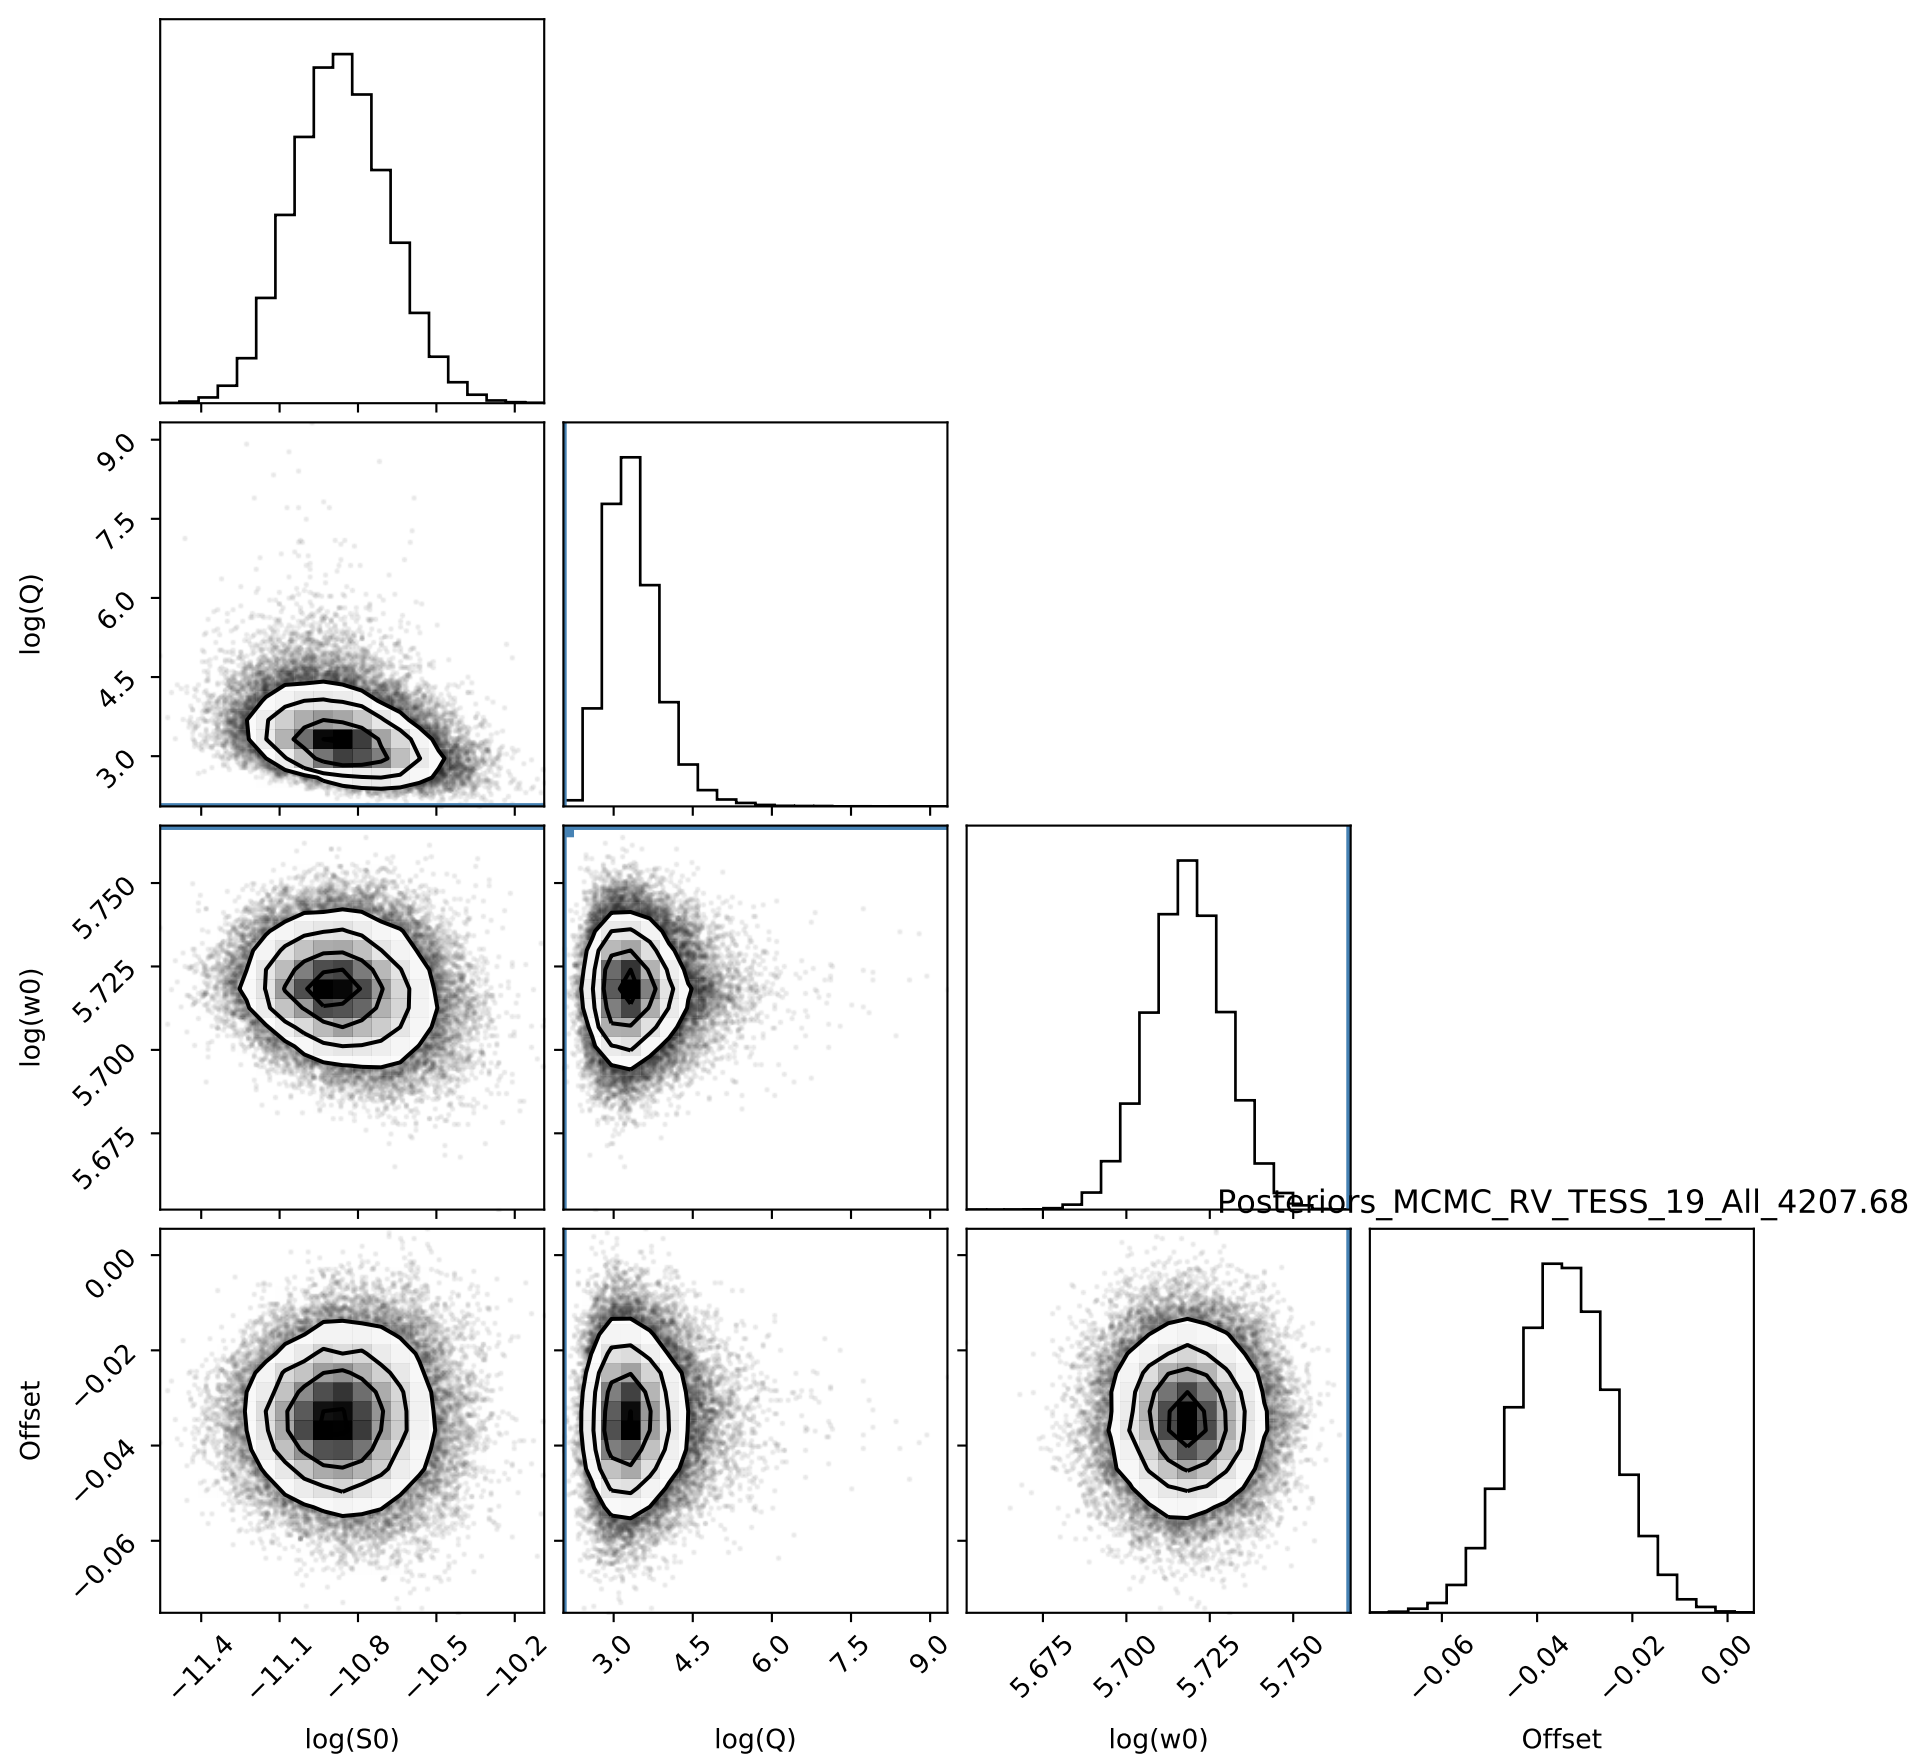 log(Q)
9.0
7.5
6.0
4.5
3.0
log(w0)
5.750
5.725
5.700
5.675
Posteriors_MCMC_RV_TESS_19_All_4207.68
Offset
0.00
−0.02
−0.04
−0.06
−11.4 −11.1 −10.8 −10.5 −10.2
3.0 4.5 6.0 7.5 9.0
5.675 5.700 5.725 5.750
−0.06 −0.04 −0.02 0.00
log(S0) log(Q) log(w0) Offset